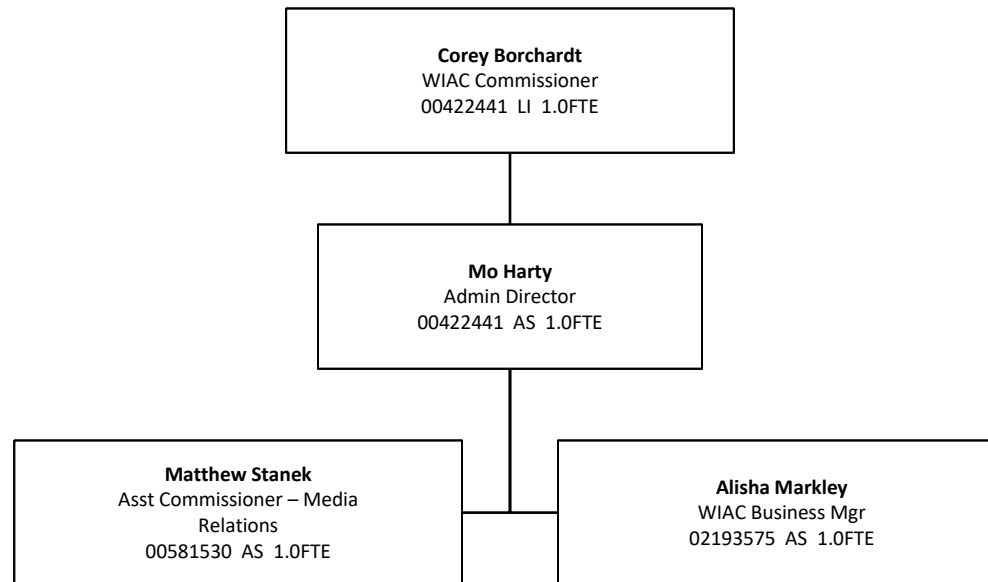 Corey Borchardt
WIAC Commissioner
00422441 LI 1.0FTE
Mo Harty
Admin Director
00422441 AS 1.0FTE
Matthew Stanek
Asst Commissioner – Media
Relations
00581530 AS 1.0FTE
Alisha Markley
WIAC Business Mgr
02193575 AS 1.0FTE